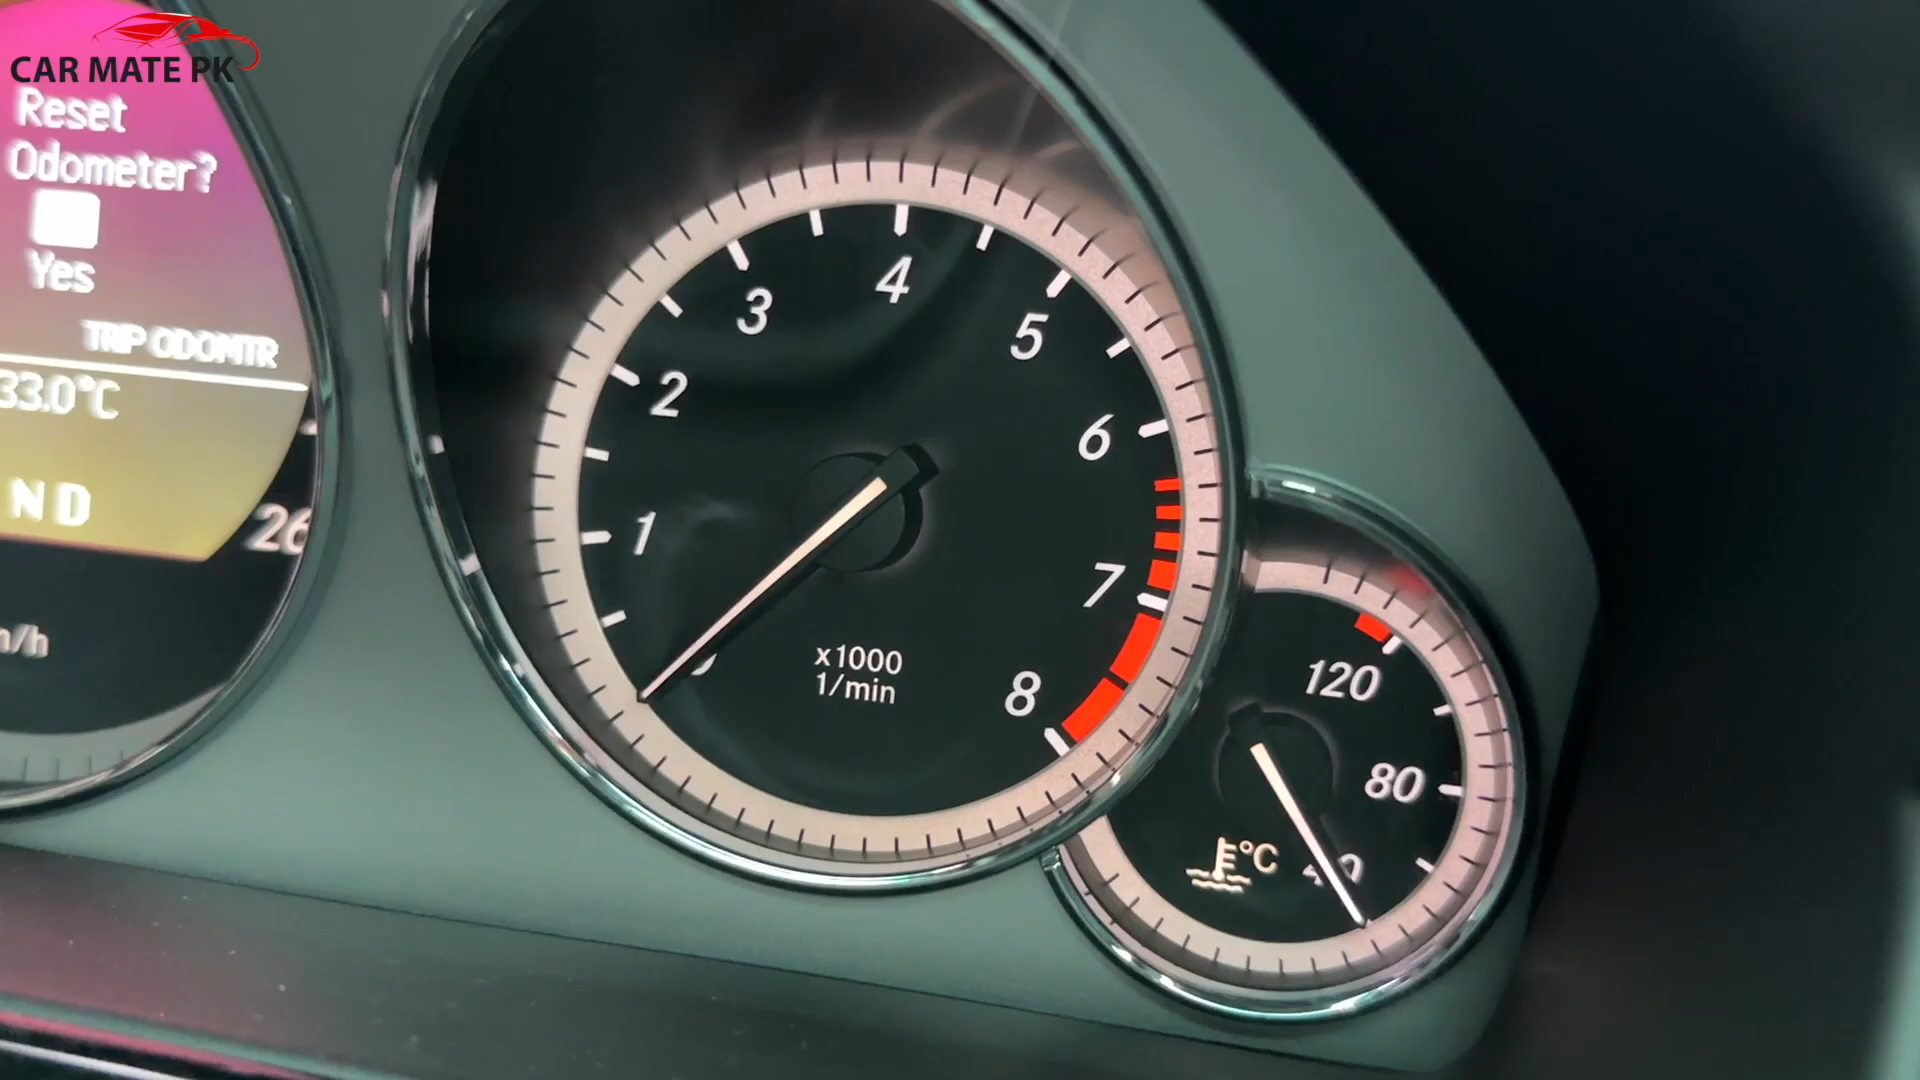 CAR MATE PK
Reset
Odometer?
Yes
TRIP ODOMTR
33.0°C
N D
26
1
2
3
4
5
6
7
8
x1000
1/min
120
80
°C